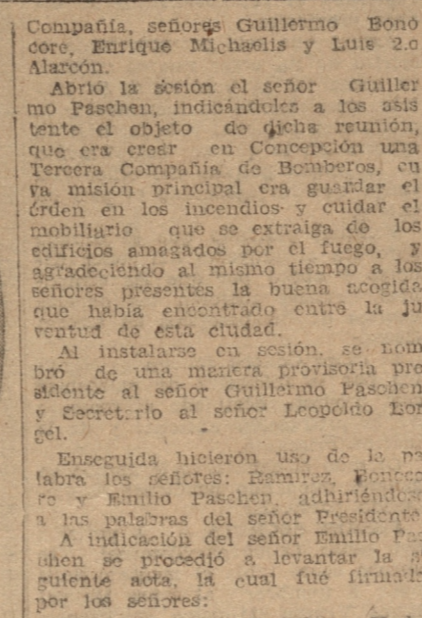 Compañía, señores Guillermo Bono
core, Enrique Michaelis y Luis 2.o
Alarcón.
Abrió la sesión el señor Guiller
mo Paschen, indicándoles a los asis
tente el objeto de dicha reunión,
que era crear en Concepción una
Tercera Compañía de Bomberos, cu
ya misión principal era guardar el
órden en los incendios y cuidar el
mobiliario que se extraiga de los
edificios amagados por el fuego, y
agradeciendo al mismo tiempo a los
señores presentes la buena acogida
que había encontrado entre la ju
ventud de esta ciudad.
Al instalarse en sesión, se nom
bró de una manera provisoria pre
sidente al señor Guillermo Paschen
y Secretario al señor Leopoldo
gel.
Enseguida hicieron uso de la pa
labra los señores: Ramirez, Bonoco
re y Emilio Paschen, adhiriéndose
a las palabras del señor Presidente
A indicación del señor Emilio Pas
chen se procedió a levantar la s
guiente acta, la cual fué firmada
por los señores: